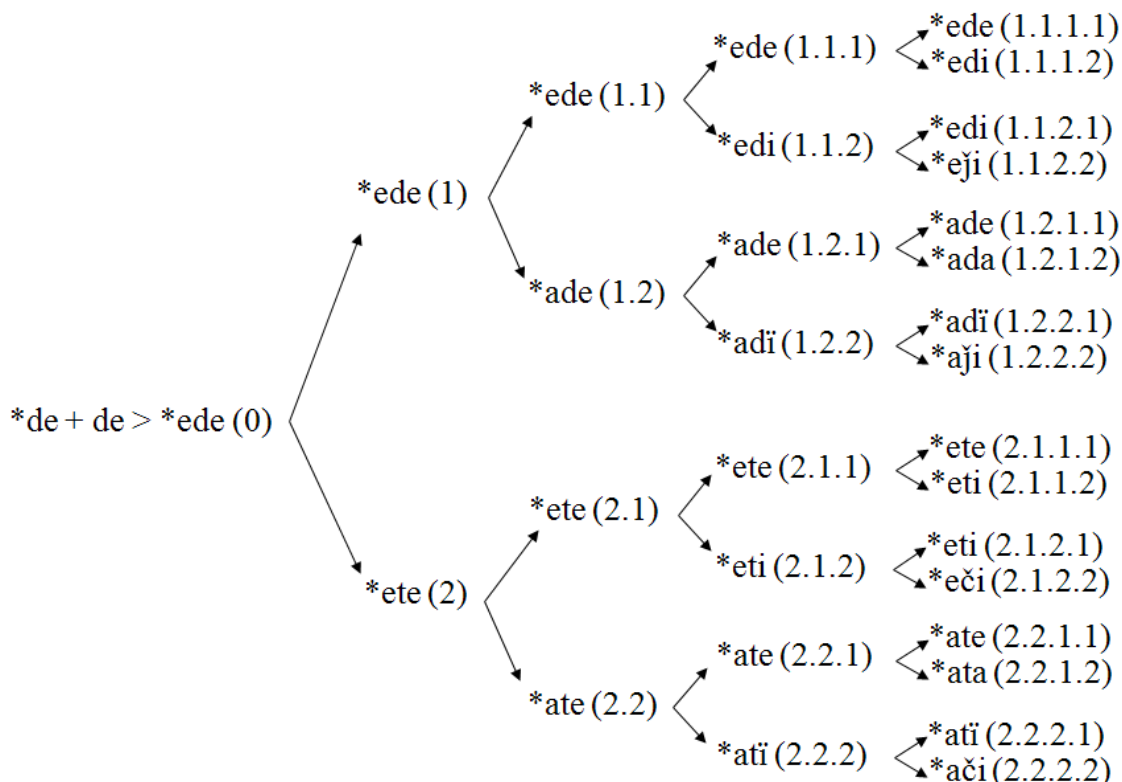 *de + de > *ede (0)
*ede (1)
*ete (2)
*ede (1.1)
*ade (1.2)
*ete (2.1)
*ate (2.2)
*ede (1.1.1)
*edi (1.1.2)
*ade (1.2.1)
*adï (1.2.2)
*ete (2.1.1)
*eti (2.1.2)
*ate (2.2.1)
*atï (2.2.2)
*ede (1.1.1.1)
*edi (1.1.1.2)
*edi (1.1.2.1)
*eǰi (1.1.2.2)
*ade (1.2.1.1)
*ada (1.2.1.2)
*adï (1.2.2.1)
*aǰi (1.2.2.2)
*ete (2.1.1.1)
*eti (2.1.1.2)
*eti (2.1.2.1)
*eči (2.1.2.2)
*ate (2.2.1.1)
*ata (2.2.1.2)
*atï (2.2.2.1)
*ači (2.2.2.2)